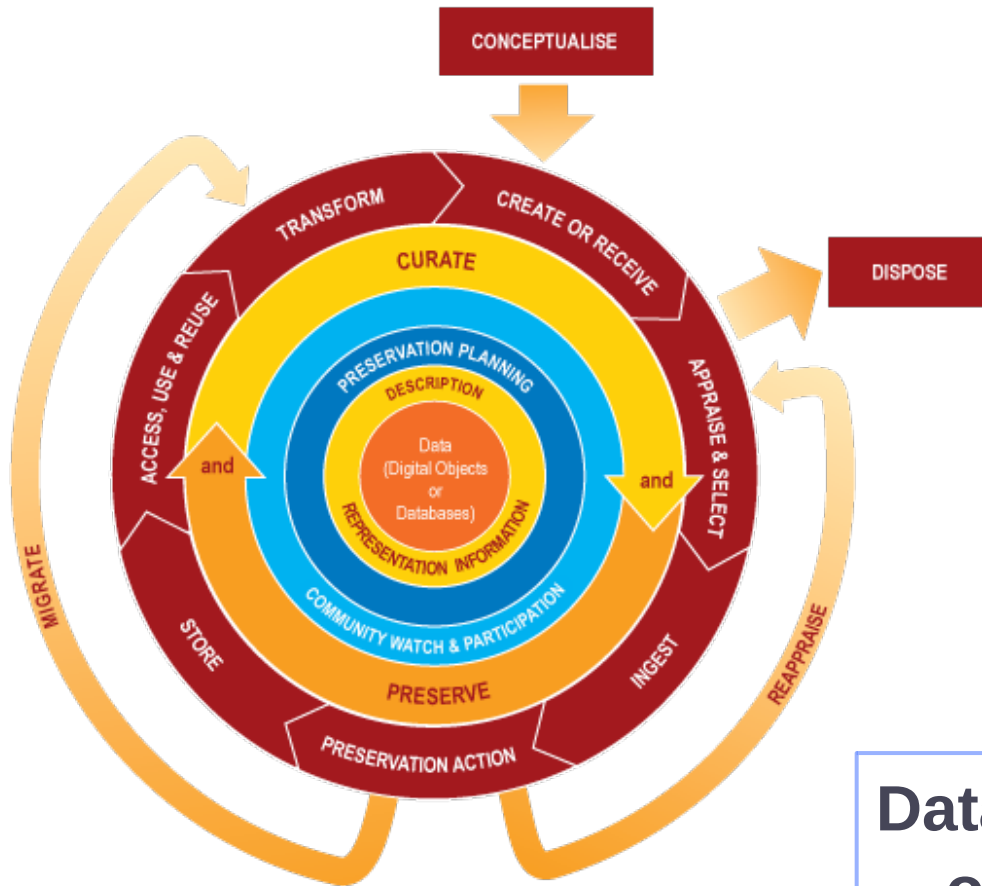 CONCEPTUALISE
TRANSFORM
CREATE OR RECEIVE
CURATE
DISPOSE
ACCESS, USE & REUSE
PRESERVATION PLANNING
DESCRIPTION
APPRAISE & SELECT
Data
(Digital Objects
or
Databases)
and
and
REPRESENTATION INFORMATION
COMMUNITY WATCH & PARTICIPATION
MIGRATE
STORE
INGEST
REAPPRAISE
PRESERVE
PRESERVATION ACTION
Data